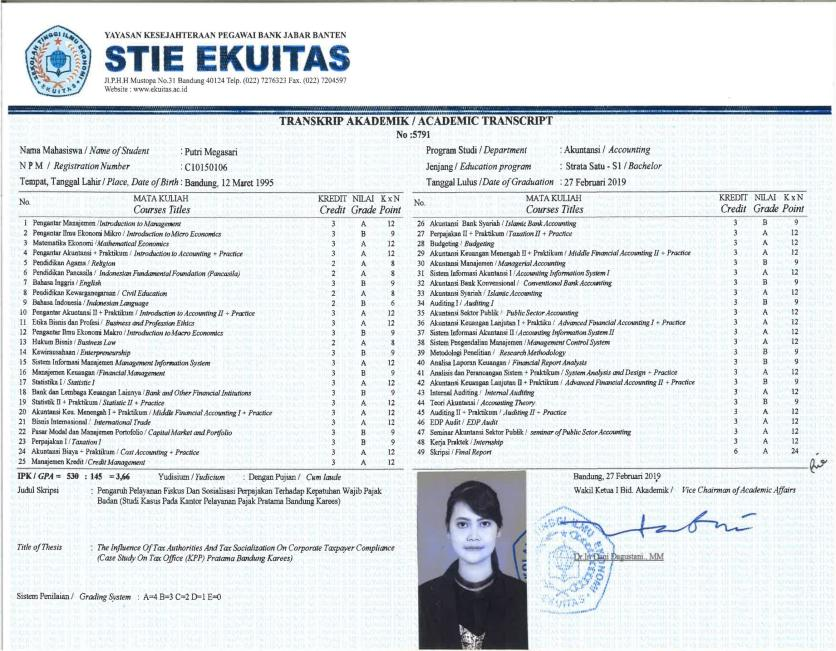 YAYASAN KESEJAHTERAAN PEGAWAI BANK JABAR BANTEN
STIE EKUITAS
Jl.P.H.H Mustopa No.31 Bandung 40124 Telp. (022) 7276323 Fax. (022) 7204597
Website : www.ekuitas.ac.id
TRANSKRIP AKADEMIK / ACADEMIC TRANSCRIPT
No :5791
Nama Mahasiswa / Name of Student : Putri Megasari
N P M / Registration Number : C10150106
Tempat, Tanggal Lahir / Place, Date of Birth : Bandung, 12 Maret 1995
Program Studi / Department : Akuntansi / Accounting
Jenjang / Education program : Strata Satu - S1 / Bachelor
Tanggal Lulus / Date of Graduation : 27 Februari 2019
No. MATA KULIAH KREDIT NILAI K x N
Courses Titles Credit Grade Point
1 Pengantar Manajemen / Introduction to Management 3 A 12
2 Pengantar Ilmu Ekonomi Mikro / Introduction to Micro Economics 3 B 9
3 Matematika Ekonomi / Mathematical Economics 3 A 12
4 Pengantar Akuntansi + Praktikum / Introduction to Accounting + Practice 3 A 12
5 Pendidikan Agama / Religion 2 A 8
6 Pendidikan Pancasila / Indonesian Fundamental Foundation (Pancasila) 2 A 8
7 Bahasa Inggris / English 3 B 9
8 Pendidikan Kewarganegaraan / Civil Education 2 A 8
9 Bahasa Indonesia / Indonesian Language 2 B 6
10 Pengantar Akuntansi II + Praktikum / Introduction to Accounting II + Practice 3 A 12
11 Etika Bisnis dan Profesi / Business and Profession Ethics 3 A 12
12 Pengantar Ilmu Ekonomi Makro / Introduction to Macro Economics 3 B 9
13 Hukum Bisnis / Business Law 2 A 8
14 Kewirausahaan / Enterpreneurship 3 B 9
15 Sistem Informasi Manajemen Management Information System 3 A 12
16 Manajemen Keuangan / Financial Management 3 B 9
17 Statistika I / Statistic I 3 A 12
18 Bank dan Lembaga Keuangan Lainnya / Bank and Other Financial Institutions 3 B 9
19 Statistik II + Praktikum / Statistic II + Practice 3 A 12
20 Akuntansi Keu. Menengah I + Praktikum / Middle Financial Accounting I + Practice 3 A 12
21 Bisnis Internasional / International Trade 3 A 12
22 Pasar Modal dan Manajemen Portofolio / Capital Market and Portfolio 3 B 9
23 Perpajakan I / Taxation I 3 B 9
24 Akuntansi Biaya + Praktikum / Cost Accounting + Practice 3 A 12
25 Manajemen Kredit / Credit Management 3 A 12
No. MATA KULIAH KREDIT NILAI K x N
Courses Titles Credit Grade Point
26 Akuntansi Bank Syariah / Islamic Bank Accounting 3 B 9
27 Perpajakan II + Praktikum / Taxation II + Practice 3 A 12
28 Budgeting / Budgeting 3 A 12
29 Akuntansi Keuangan Menengah II + Praktikum / Middle Financial Accounting II + Practice 3 A 12
30 Akuntansi Manajemen / Managerial Accounting 3 B 9
31 Sistem Informasi Akuntansi I / Accounting Information System I 3 A 12
32 Akuntansi Bank Konvensional / Conventional Bank Accounting 3 B 9
33 Akuntansi Syariah / Islamic Accounting 3 A 12
34 Auditing I / Auditing I 3 B 9
35 Akuntansi Sektor Publik / Public Sector Accounting 3 A 12
36 Akuntansi Keuangan Lanjutan I + Praktiku / Advanced Financial Accounting I + Practice 3 A 12
37 Sistem Informasi Akuntansi II / Accounting Information System II 3 A 12
38 Sistem Pengendalian Manajemen / Management Control System 3 A 12
39 Metodologi Penelitian / Research Methodology 3 B 9
40 Analisa Laporan Keuangan / Financial Report Analysis 3 B 9
41 Analisis dan Perancangan Sistem + Praktikum / System Analysis and Design + Practice 3 A 12
42 Akuntansi Keuangan Lanjutan II + Praktikum / Advanced Financial Accounting II + Practice 3 B 9
43 Internal Auditing / Internal Auditing 3 A 12
44 Teori Akuntansi / Accounting Theory 3 B 9
45 Auditing II + Praktikum / Auditing II + Practice 3 A 12
46 EDP Audit / EDP Audit 3 A 12
47 Seminar Akuntansi Sektor Publik / seminar of Public Sctor Accounting 3 A 12
48 Kerja Praktek / Internship 3 A 12
49 Skripsi / Final Report 6 A 24
IPK / GPA = 530 : 145 = 3,66 Yudisium / Yudicium : Dengan Pujian / Cum laude
Judul Skripsi : Pengaruh Pelayanan Fiskus Dan Sosialisasi Perpajakan Terhadap Kepatuhan Wajib Pajak
Badan (Studi Kasus Pada Kantor Pelayanan Pajak Pratama Bandung Karees)
Title of Thesis : The Influence Of Tax Authorities And Tax Socialization On Corporate Taxpayer Compliance
(Case Study On Tax Office (KPP) Pratama Bandung Karees)
Sistem Penilaian / Grading System : A=4 B=3 C=2 D=1 E=0
Bandung, 27 Februari 2019
Wakil Ketua I Bid. Akademik / Vice Chairman of Academic Affairs
Dagustani., MM
EKUITAS